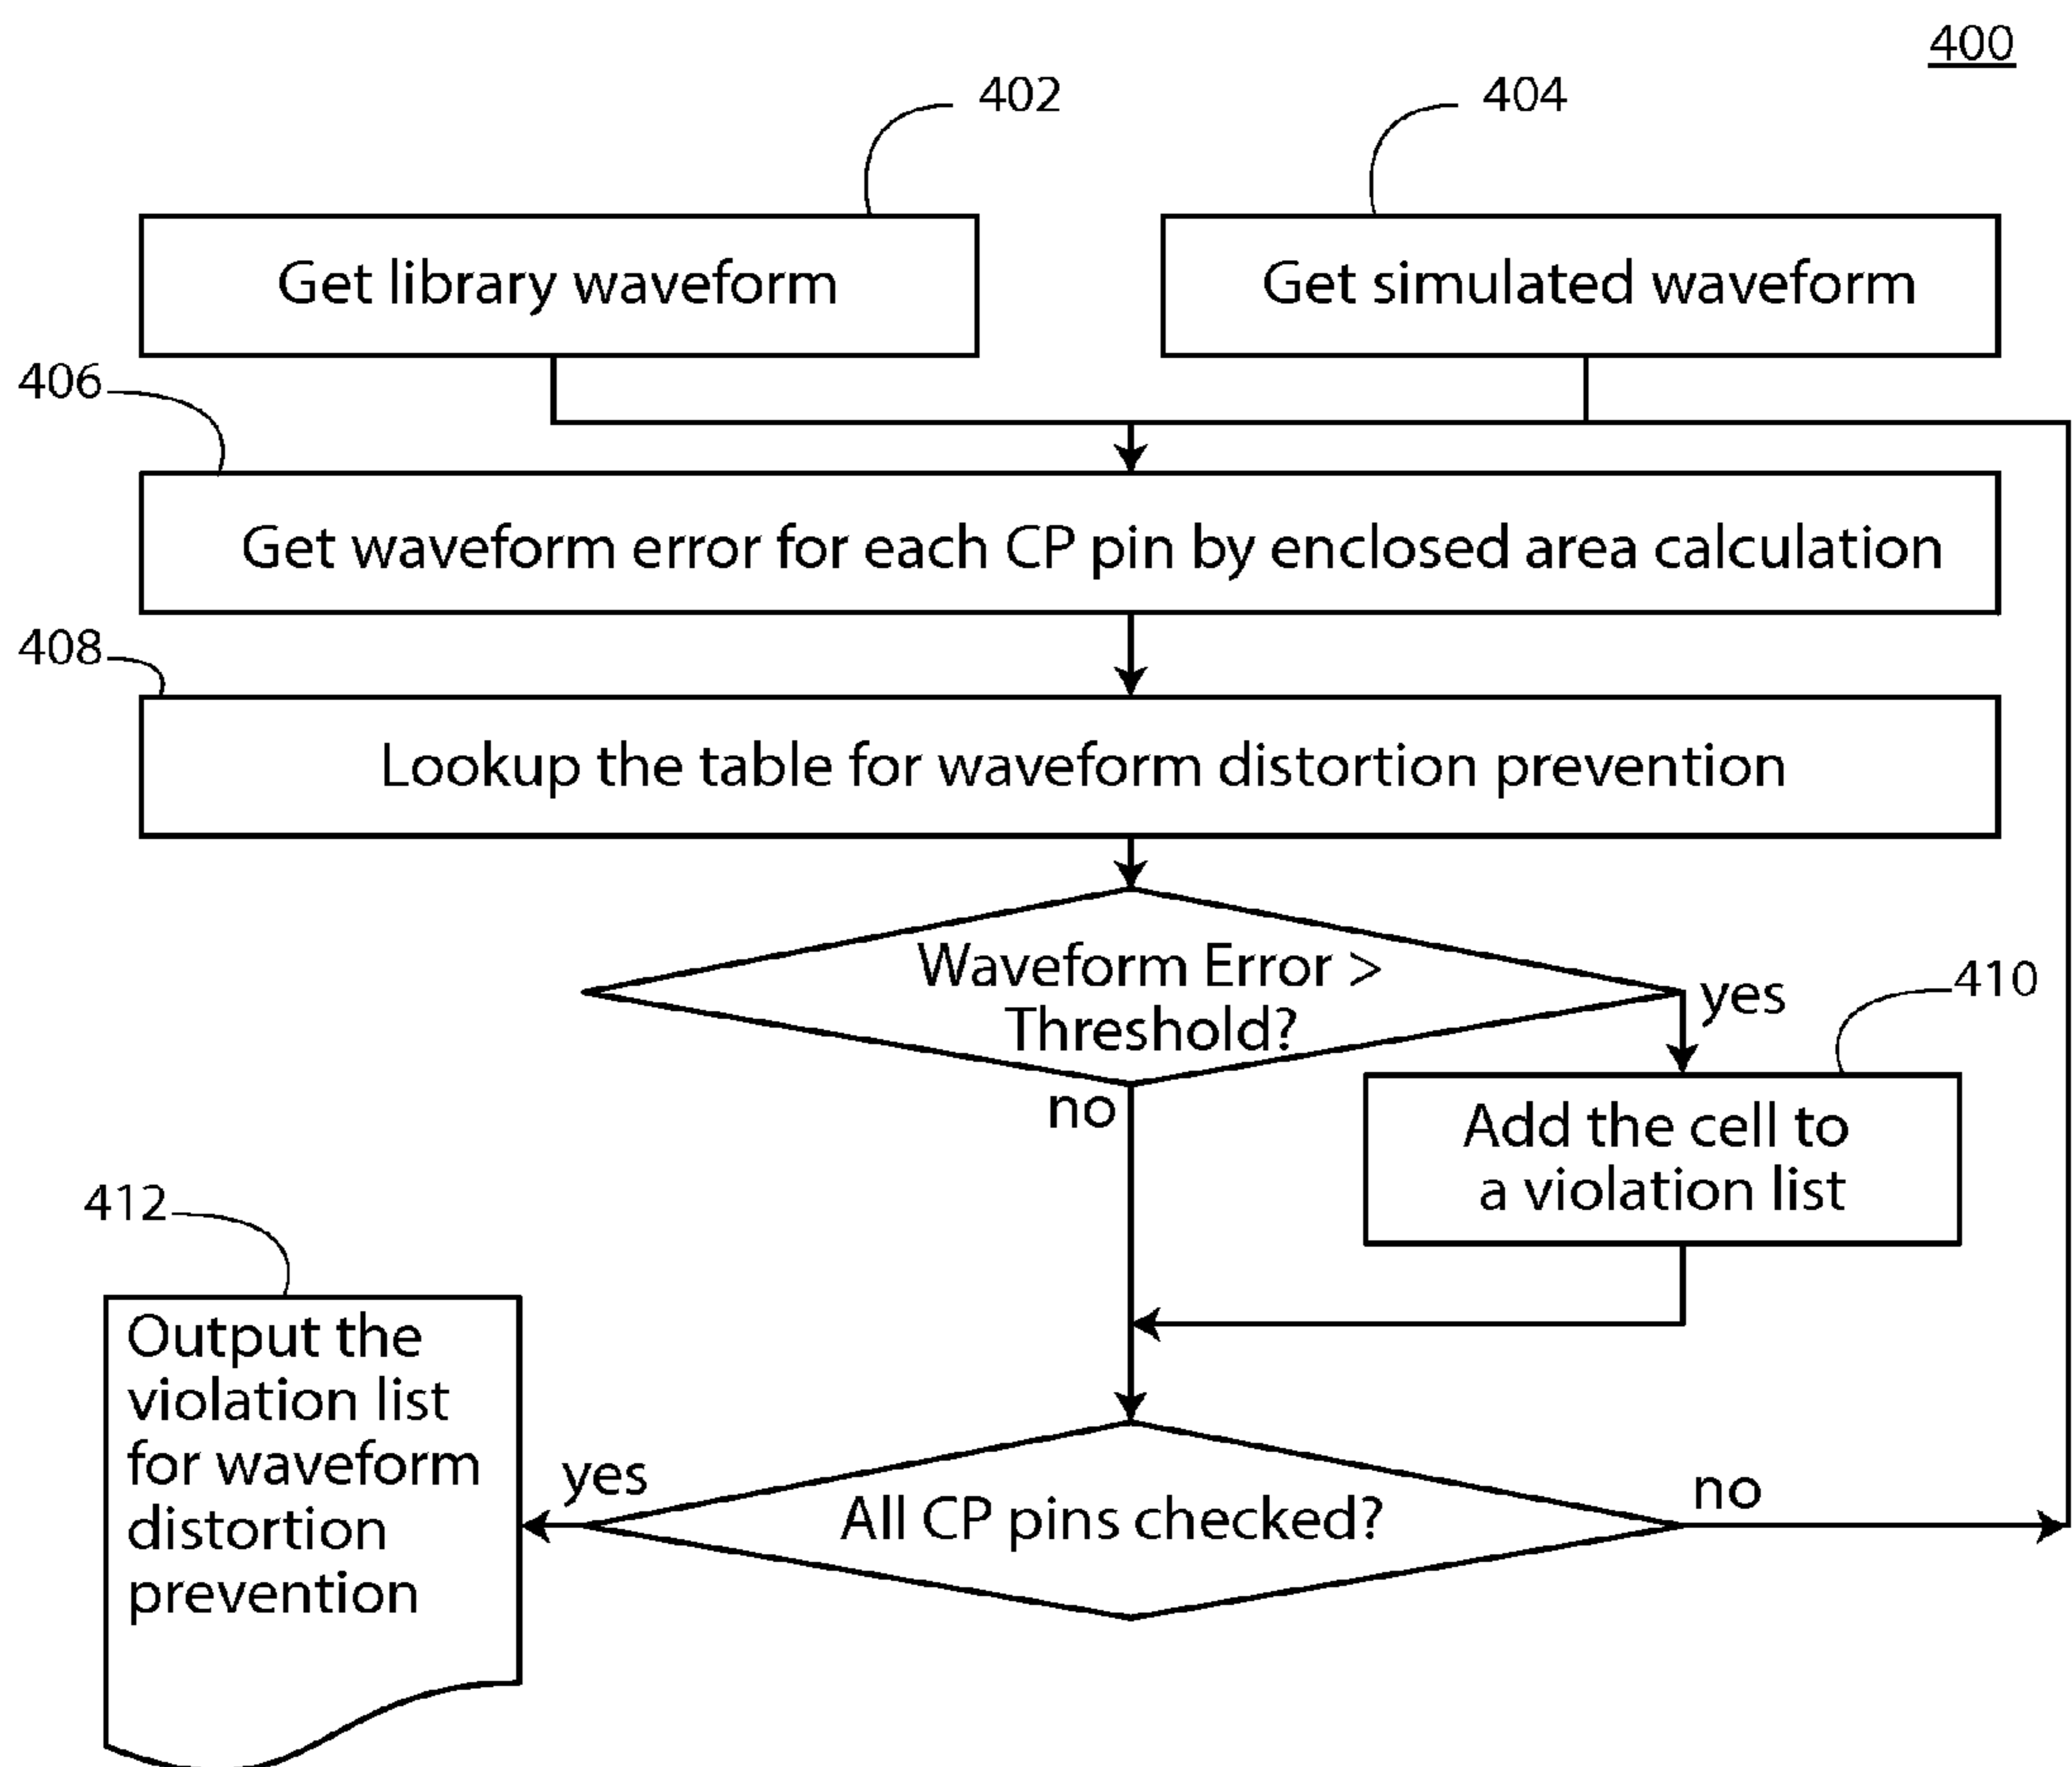 400
402
404
Get library waveform
Get simulated waveform
406
Get waveform error for each CP pin by enclosed area calculation
408
Lookup the table for waveform distortion prevention
Waveform Error >
Threshold?
yes
410
no
Add the cell to
a violation list
412
Output the
violation list
for waveform
distortion
prevention
yes
All CP pins checked?
no